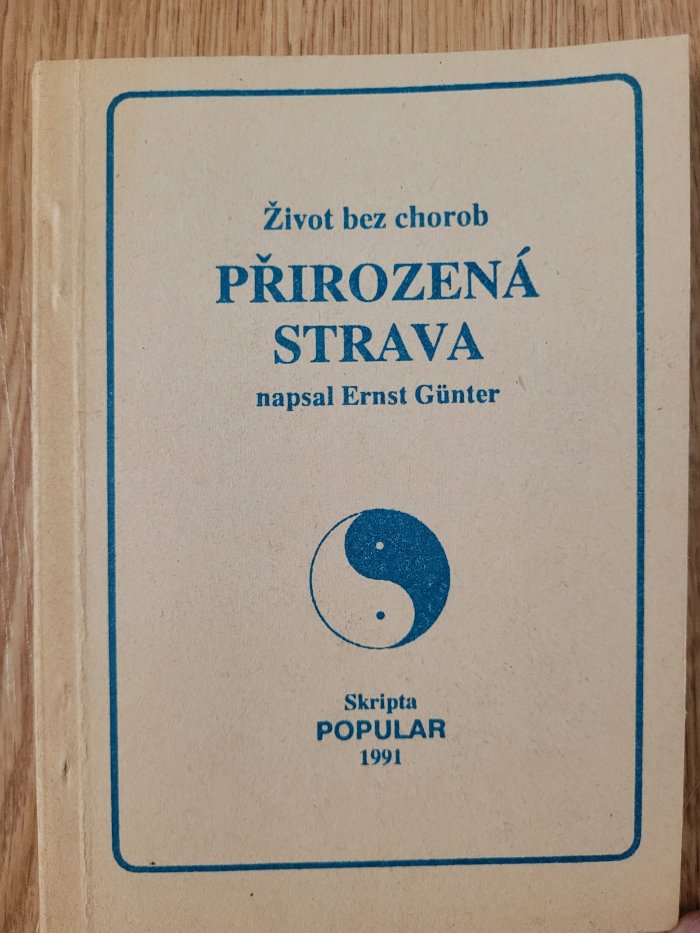 Život bez chorob
PŘIROZENÁ
STRAVA
napsal Ernst Günter
Skripta
POPULAR
1991